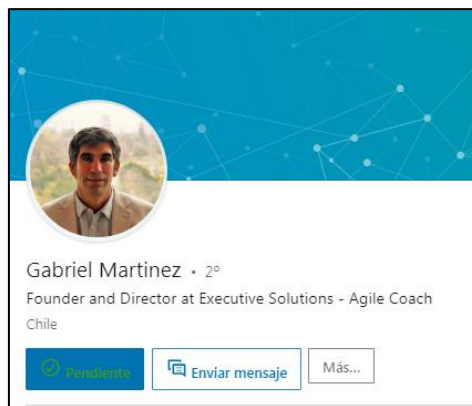 Gabriel Martinez • 2º
Founder and Director at Executive Solutions - Agile Coach
Chile
Pendiente Enviar mensaje Más...